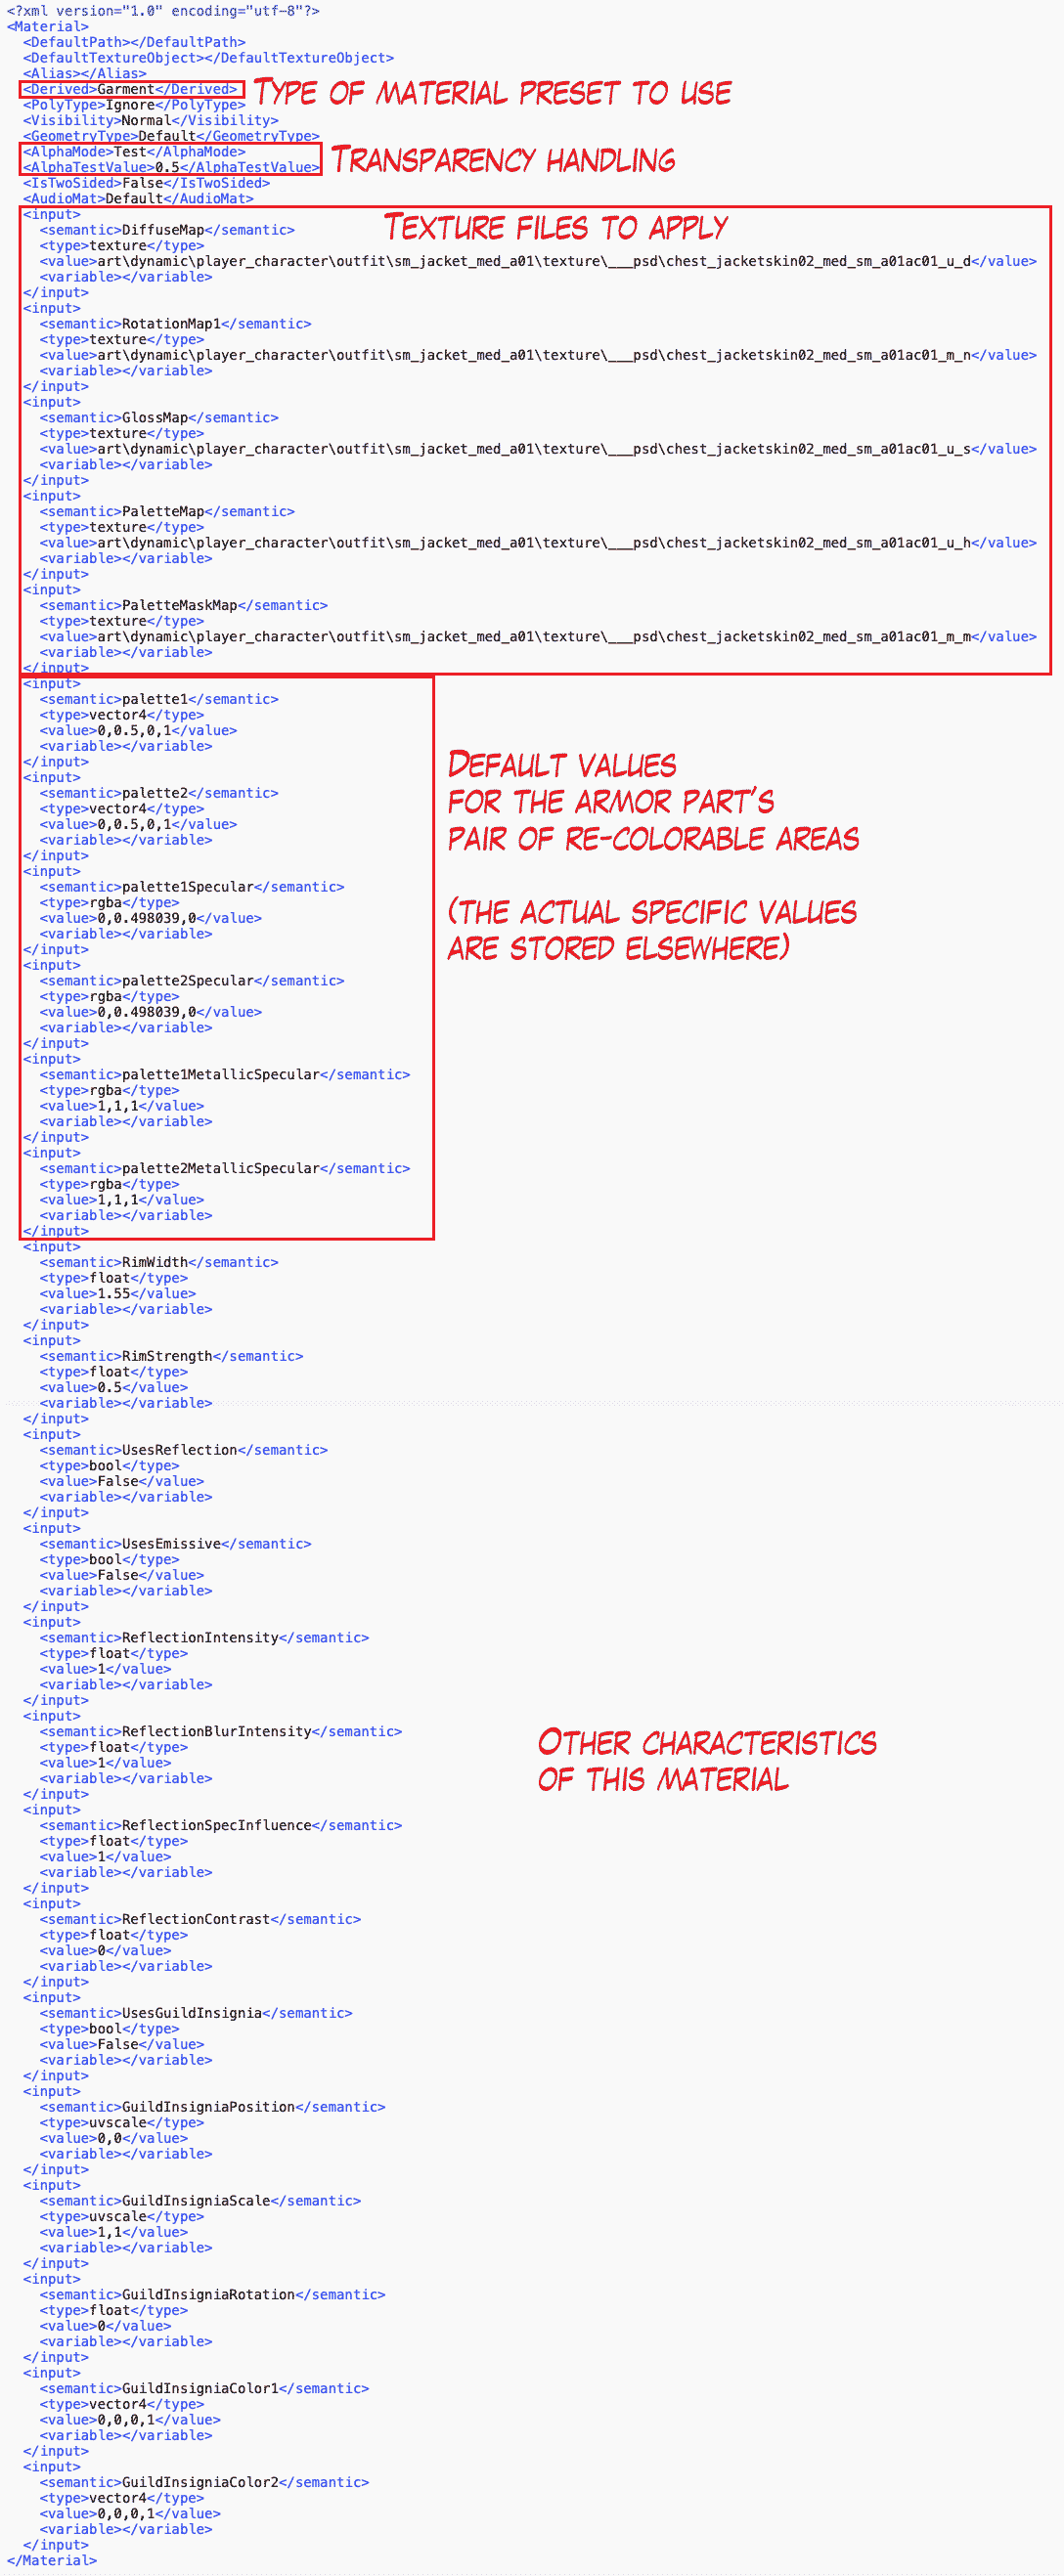 <?xml version="1.0" encoding="utf-8"?>
<Material>
  <DefaultPath></DefaultPath>
  <DefaultTextureObject></DefaultTextureObject>
  <Alias></Alias>
  <Derived>Garment</Derived>
Type of material preset to use
  <PolyType>Ignore</PolyType>
  <Visibility>Normal</Visibility>
  <GeometryType>Default</GeometryType>
  <AlphaMode>Test</AlphaMode>
Transparency handling
  <AlphaTestValue>0.5</AlphaTestValue>
  <IsTwoSided>False</IsTwoSided>
  <AudioMat>Default</AudioMat>
  <input>
Texture files to apply
    <semantic>DiffuseMap</semantic>
    <type>texture</type>
    <value>art\dynamic\player_character\outfit\sm_jacket_med_a01\texture\___psd\chest_jacketskin02_med_sm_a01ac01_u_d</value>
    <variable></variable>
  </input>
  <input>
    <semantic>RotationMap1</semantic>
    <type>texture</type>
    <value>art\dynamic\player_character\outfit\sm_jacket_med_a01\texture\___psd\chest_jacketskin02_med_sm_a01ac01_m_n</value>
    <variable></variable>
  </input>
  <input>
    <semantic>GlossMap</semantic>
    <type>texture</type>
    <value>art\dynamic\player_character\outfit\sm_jacket_med_a01\texture\___psd\chest_jacketskin02_med_sm_a01ac01_u_s</value>
    <variable></variable>
  </input>
  <input>
    <semantic>PaletteMap</semantic>
    <type>texture</type>
    <value>art\dynamic\player_character\outfit\sm_jacket_med_a01\texture\___psd\chest_jacketskin02_med_sm_a01ac01_u_h</value>
    <variable></variable>
  </input>
  <input>
    <semantic>PaletteMaskMap</semantic>
    <type>texture</type>
    <value>art\dynamic\player_character\outfit\sm_jacket_med_a01\texture\___psd\chest_jacketskin02_med_sm_a01ac01_m_m</value>
    <variable></variable>
  </input>
  <input>
    <semantic>palette1</semantic>
    <type>vector4</type>
    <value>0,0.5,0,1</value>
    <variable></variable>
  </input>
  <input>
    <semantic>palette2</semantic>
    <type>vector4</type>
    <value>0,0.5,0,1</value>
    <variable></variable>
  </input>
Default values
for the armor part's
pair of re-colorable areas
(the actual specific values
are stored elsewhere)
  <input>
    <semantic>palette1Specular</semantic>
    <type>rgba</type>
    <value>0,0.498039,0</value>
    <variable></variable>
  </input>
  <input>
    <semantic>palette2Specular</semantic>
    <type>rgba</type>
    <value>0,0.498039,0</value>
    <variable></variable>
  </input>
  <input>
    <semantic>palette1MetallicSpecular</semantic>
    <type>rgba</type>
    <value>1,1,1</value>
    <variable></variable>
  </input>
  <input>
    <semantic>palette2MetallicSpecular</semantic>
    <type>rgba</type>
    <value>1,1,1</value>
    <variable></variable>
  </input>
  <input>
    <semantic>RimWidth</semantic>
    <type>float</type>
    <value>1.55</value>
    <variable></variable>
  </input>
  <input>
    <semantic>RimStrength</semantic>
    <type>float</type>
    <value>0.5</value>
    <variable></variable>
  </input>
  <input>
    <semantic>UsesReflection</semantic>
    <type>bool</type>
    <value>False</value>
    <variable></variable>
  </input>
  <input>
    <semantic>UsesEmissive</semantic>
    <type>bool</type>
    <value>False</value>
    <variable></variable>
  </input>
  <input>
    <semantic>ReflectionIntensity</semantic>
    <type>float</type>
    <value>1</value>
    <variable></variable>
  </input>
  <input>
    <semantic>ReflectionBlurIntensity</semantic>
    <type>float</type>
    <value>1</value>
    <variable></variable>
  </input>
Other characteristics
of this material
  <input>
    <semantic>ReflectionSpecInfluence</semantic>
    <type>float</type>
    <value>1</value>
    <variable></variable>
  </input>
  <input>
    <semantic>ReflectionContrast</semantic>
    <type>float</type>
    <value>0</value>
    <variable></variable>
  </input>
  <input>
    <semantic>UsesGuildInsignia</semantic>
    <type>bool</type>
    <value>False</value>
    <variable></variable>
  </input>
  <input>
    <semantic>GuildInsigniaPosition</semantic>
    <type>uvscale</type>
    <value>0,0</value>
    <variable></variable>
  </input>
  <input>
    <semantic>GuildInsigniaScale</semantic>
    <type>uvscale</type>
    <value>1,1</value>
    <variable></variable>
  </input>
  <input>
    <semantic>GuildInsigniaRotation</semantic>
    <type>float</type>
    <value>0</value>
    <variable></variable>
  </input>
  <input>
    <semantic>GuildInsigniaColor1</semantic>
    <type>vector4</type>
    <value>0,0,0,1</value>
    <variable></variable>
  </input>
  <input>
    <semantic>GuildInsigniaColor2</semantic>
    <type>vector4</type>
    <value>0,0,0,1</value>
    <variable></variable>
  </input>
</Material>